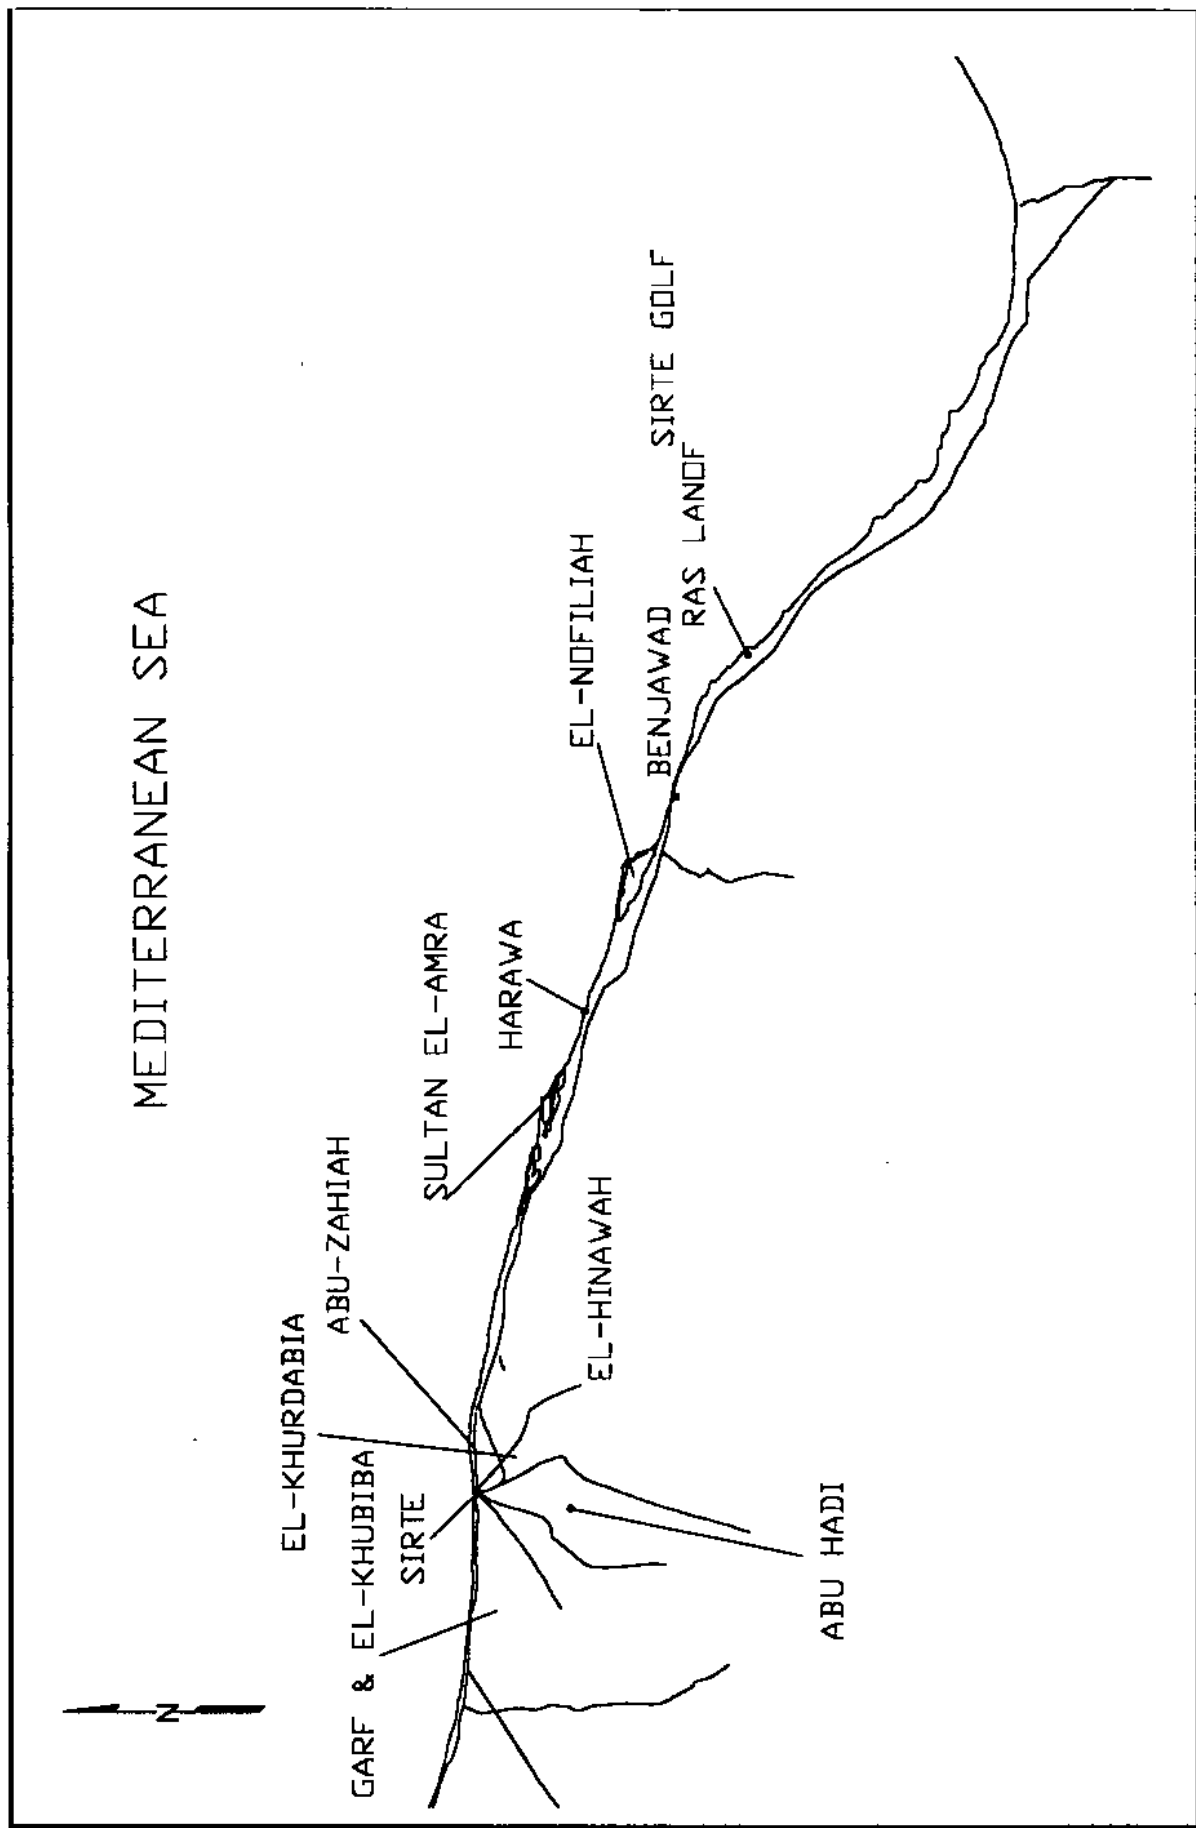 MEDITERRANEAN SEA
N
EL-KHURDABIA
ABU-ZAHIAH
GARF & EL-KHUBIBA
SIRTE
SULTAN EL-AMRA
HARAWA
EL-NOFILIAH
EL-HINAWAH
BENJAWAD
SIRTE GOLF
RAS LANOF
ABU HADI